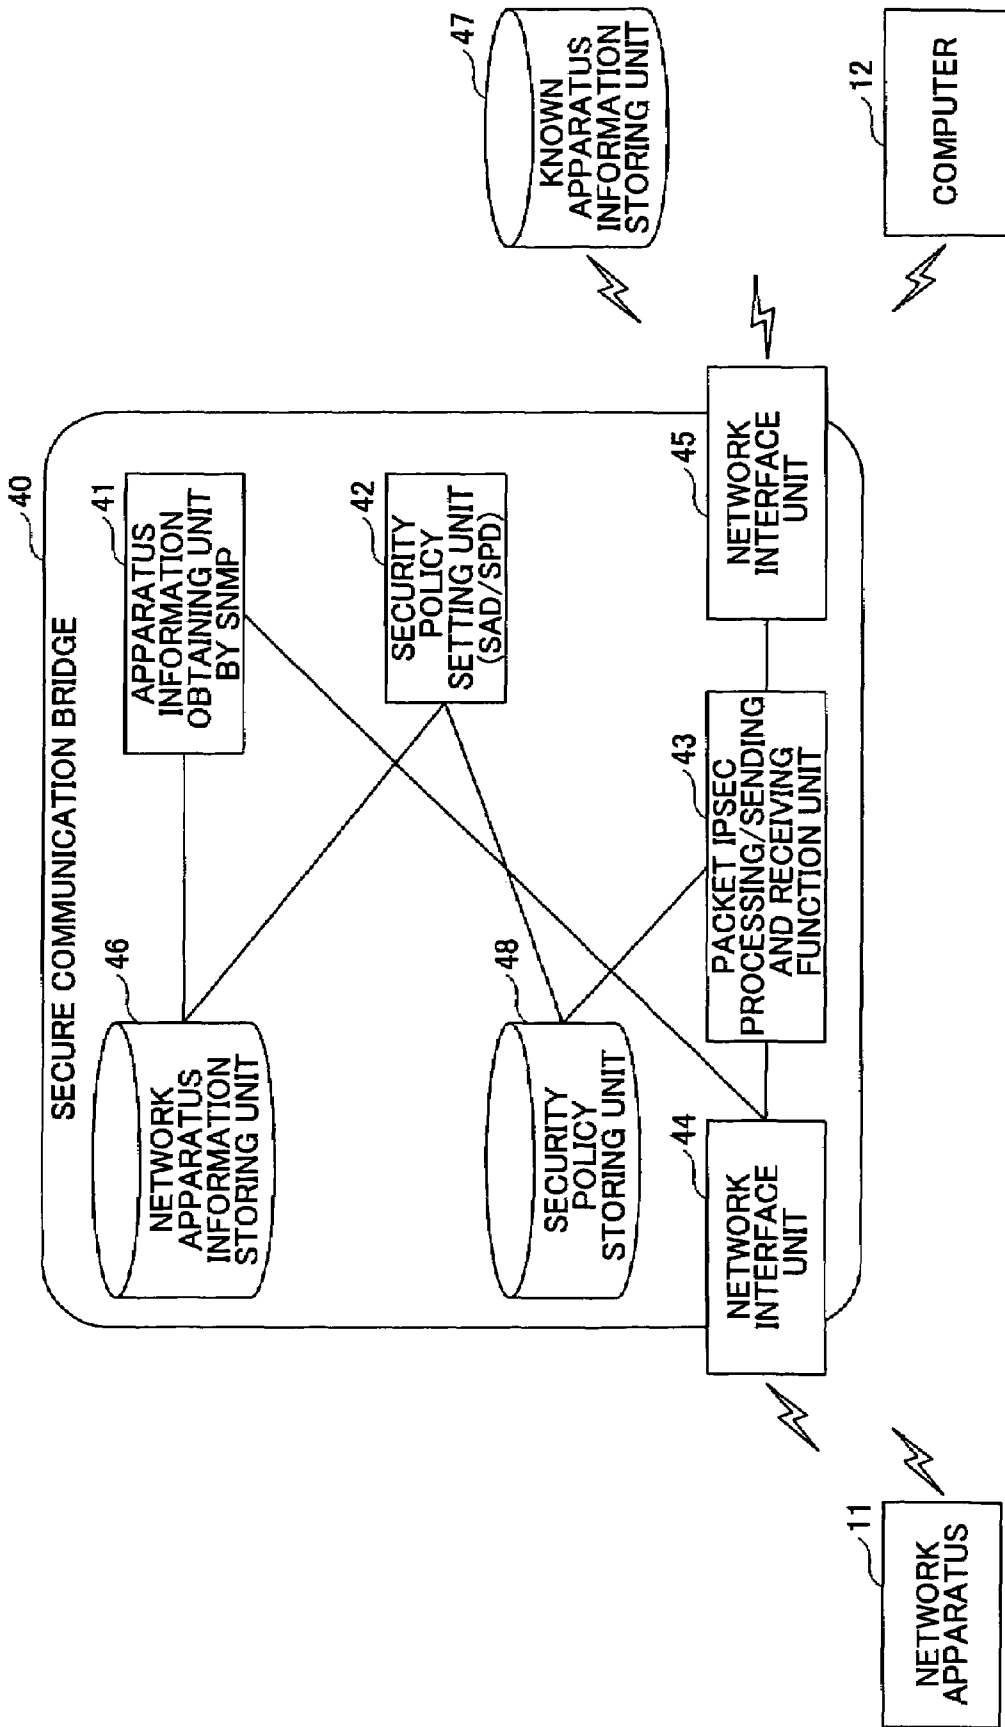 SECURE COMMUNICATION BRIDGE
40
46
NETWORK
APPARATUS
INFORMATION
STORING UNIT
41
APPARATUS
INFORMATION
OBTAINING UNIT
BY SNMP
48
SECURITY
POLICY
STORING UNIT
42
SECURITY
POLICY
SETTING UNIT
(SAD/SPD)
47
KNOWN
APPARATUS
INFORMATION
STORING UNIT
44
NETWORK
INTERFACE
UNIT
43
PACKET IPSEC
PROCESSING/SENDING
AND RECEIVING
FUNCTION UNIT
45
NETWORK
INTERFACE
UNIT
11
NETWORK
APPARATUS
12
COMPUTER